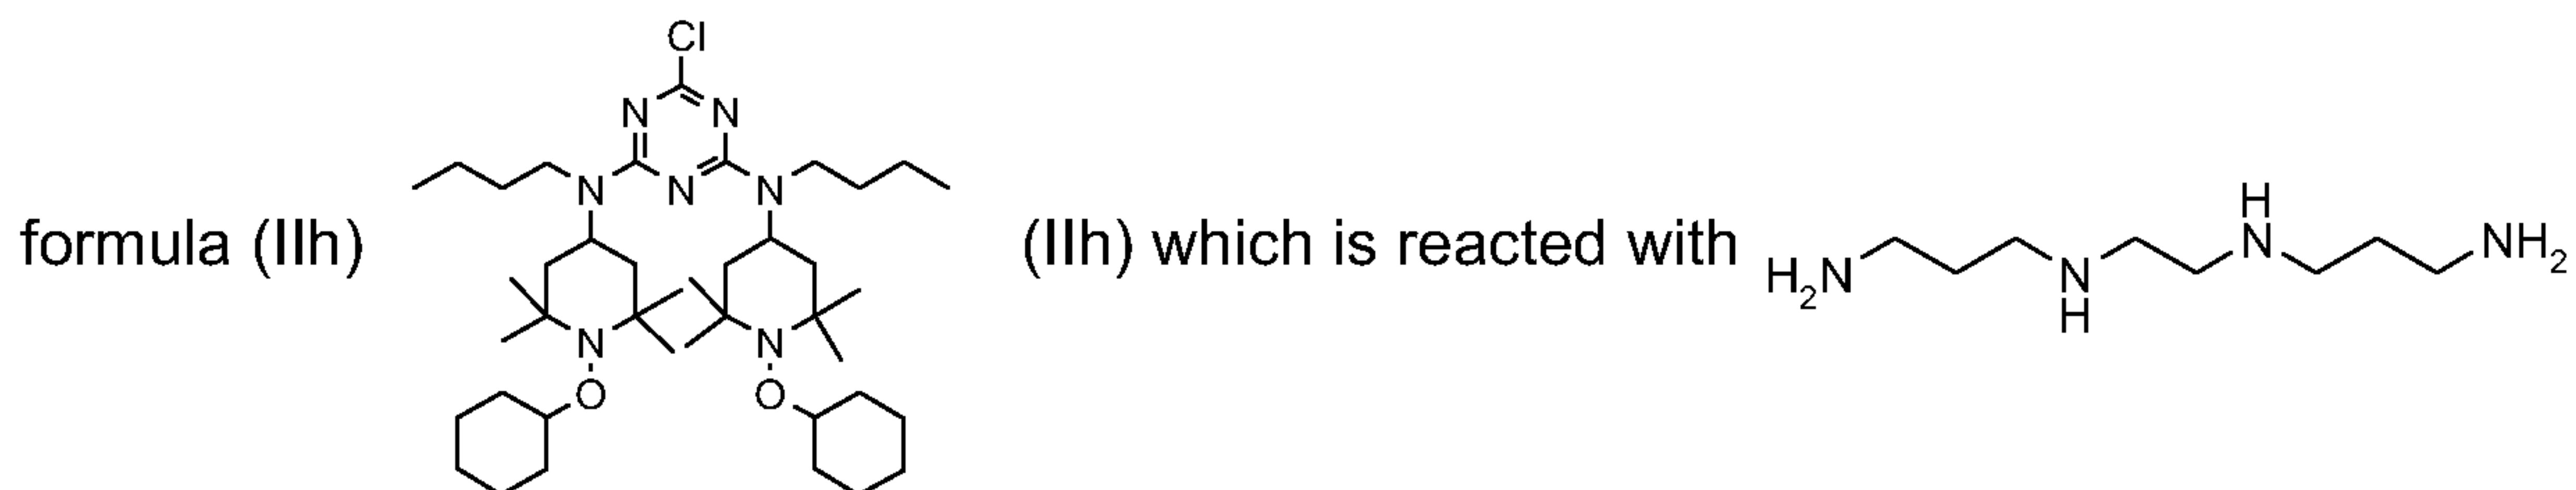 Cl
N N
N N N
H
formula (IIh) (IIh) which is reacted with NH2
H2N N N
H
N N
O O